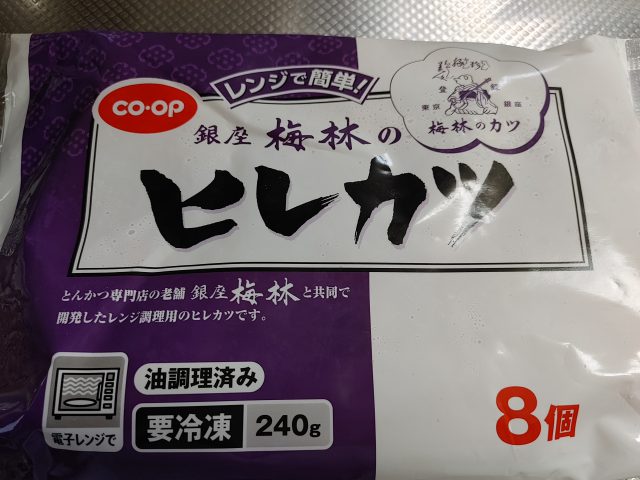 レンジで簡単!
CO·OP
登録
東京 銀座
梅林のカツ
銀座 梅林の
ヒレカツ
とんかつ専門店の老舗 銀座 梅林 と共同で
開発したレンジ調理用のヒレカツです。
油調理済み
電子レンジで
要冷凍 240g
8個